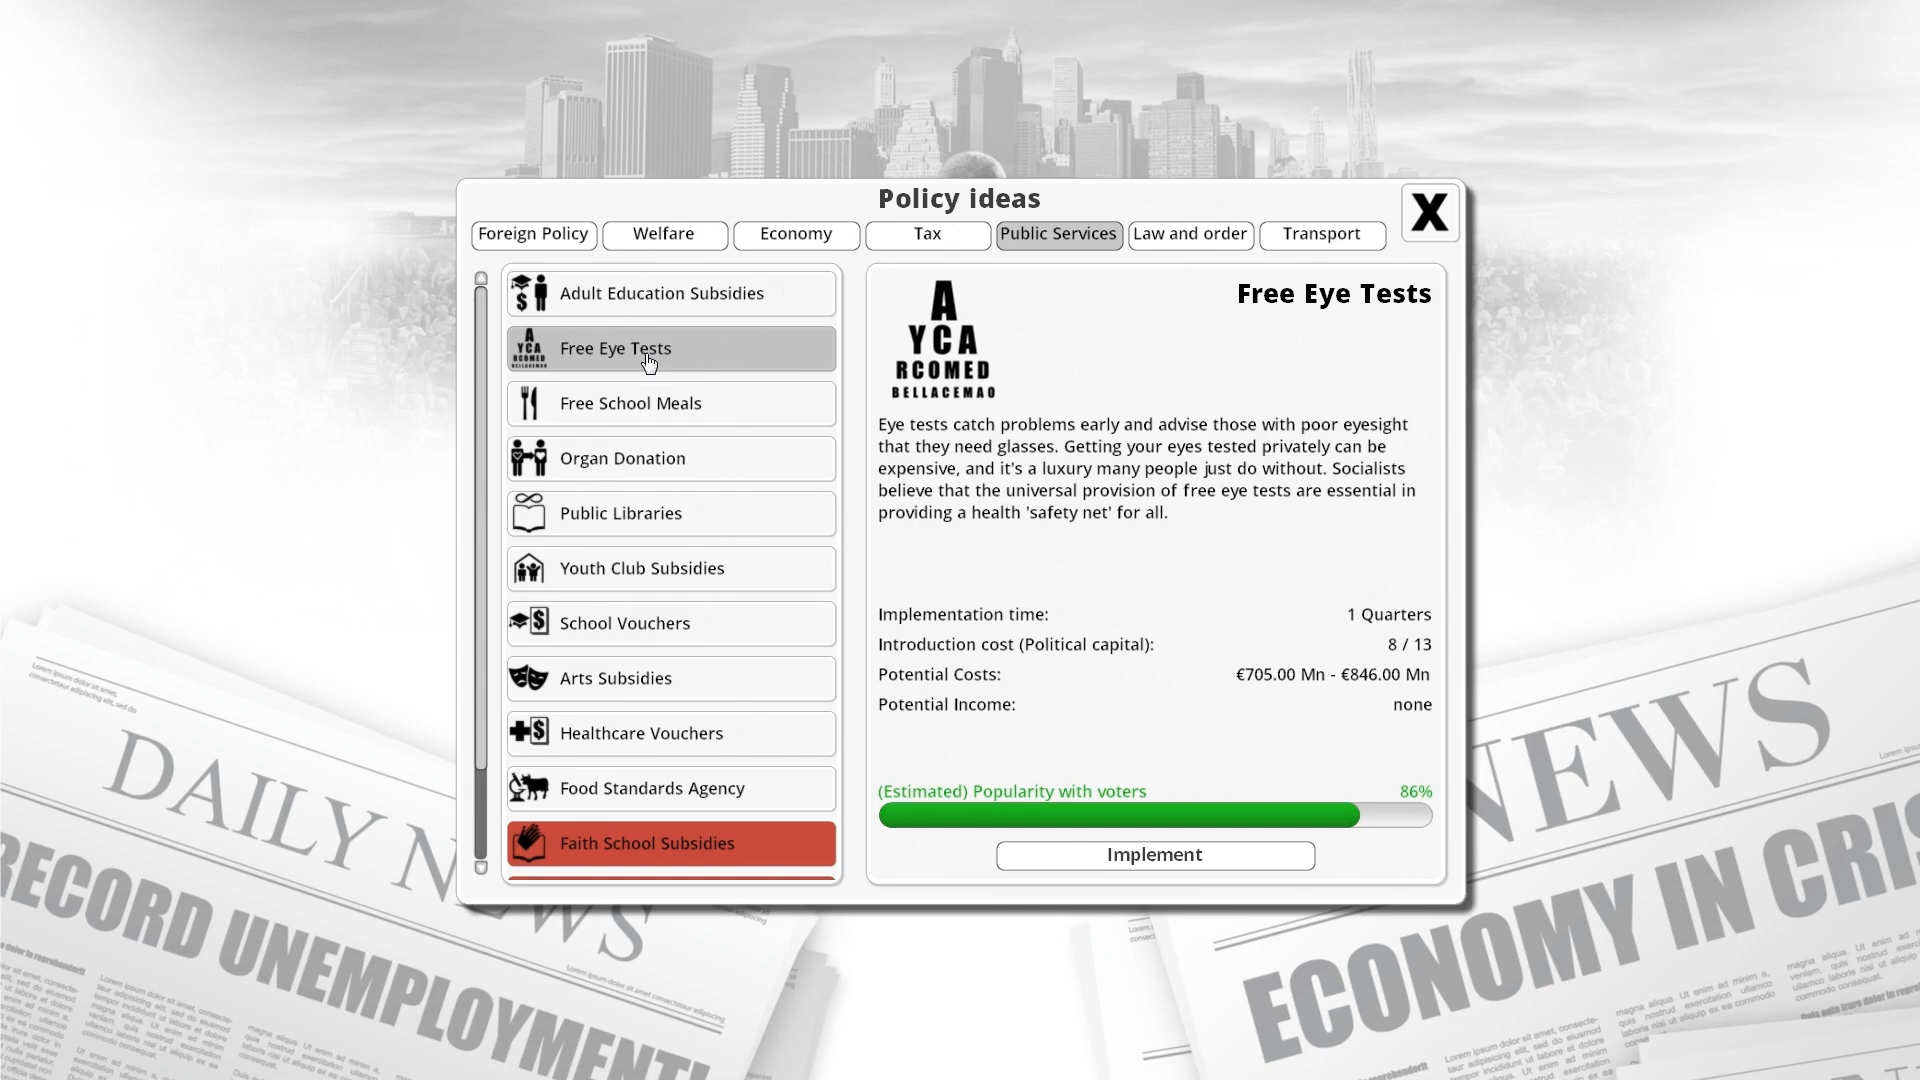 Policy ideas
Foreign Policy
Welfare
Economy
Tax
Public Services
Law and order
Transport
X
Adult Education Subsidies
A
YCA
RCOMED
BELLACEMAO
Free Eye Tests
Free School Meals
Organ Donation
Public Libraries
Youth Club Subsidies
School Vouchers
Arts Subsidies
Healthcare Vouchers
Food Standards Agency
Faith School Subsidies
A
YCA
RCOMED
BELLACEMAO
Free Eye Tests
Eye tests catch problems early and advise those with poor eyesight
that they need glasses. Getting your eyes tested privately can be
expensive, and it's a luxury many people just do without. Socialists
believe that the universal provision of free eye tests are essential in
providing a health 'safety net' for all.
Implementation time: 1 Quarters
Introduction cost (Political capital): 8 / 13
Potential Costs: €705.00 Mn - €846.00 Mn
Potential Income: none
(Estimated) Popularity with voters 86%
Implement
DAILY NEWS
RECORD UNEMPLOYMENT!
NEWS
ECONOMY IN CRIS